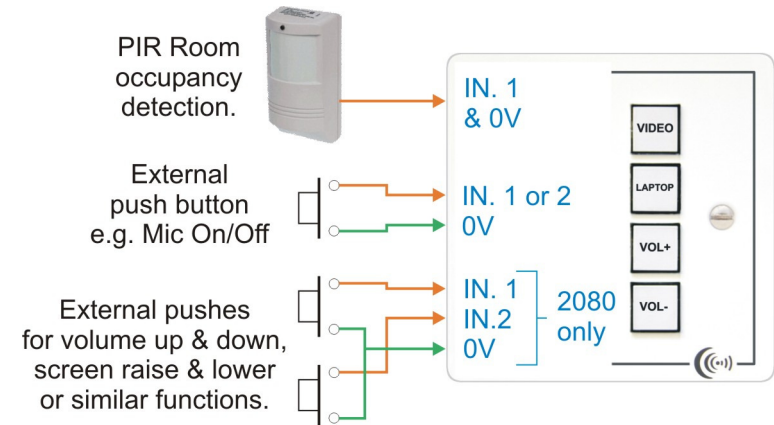 PIR Room
occupancy
detection.
IN. 1
& 0V
External
push button
e.g. Mic On/Off
IN. 1 or 2
0V
External pushes
for volume up & down,
screen raise & lower
or similar functions.
IN. 1
IN.2
0V
2080
only
VIDEO
LAPTOP
VOL+
VOL-